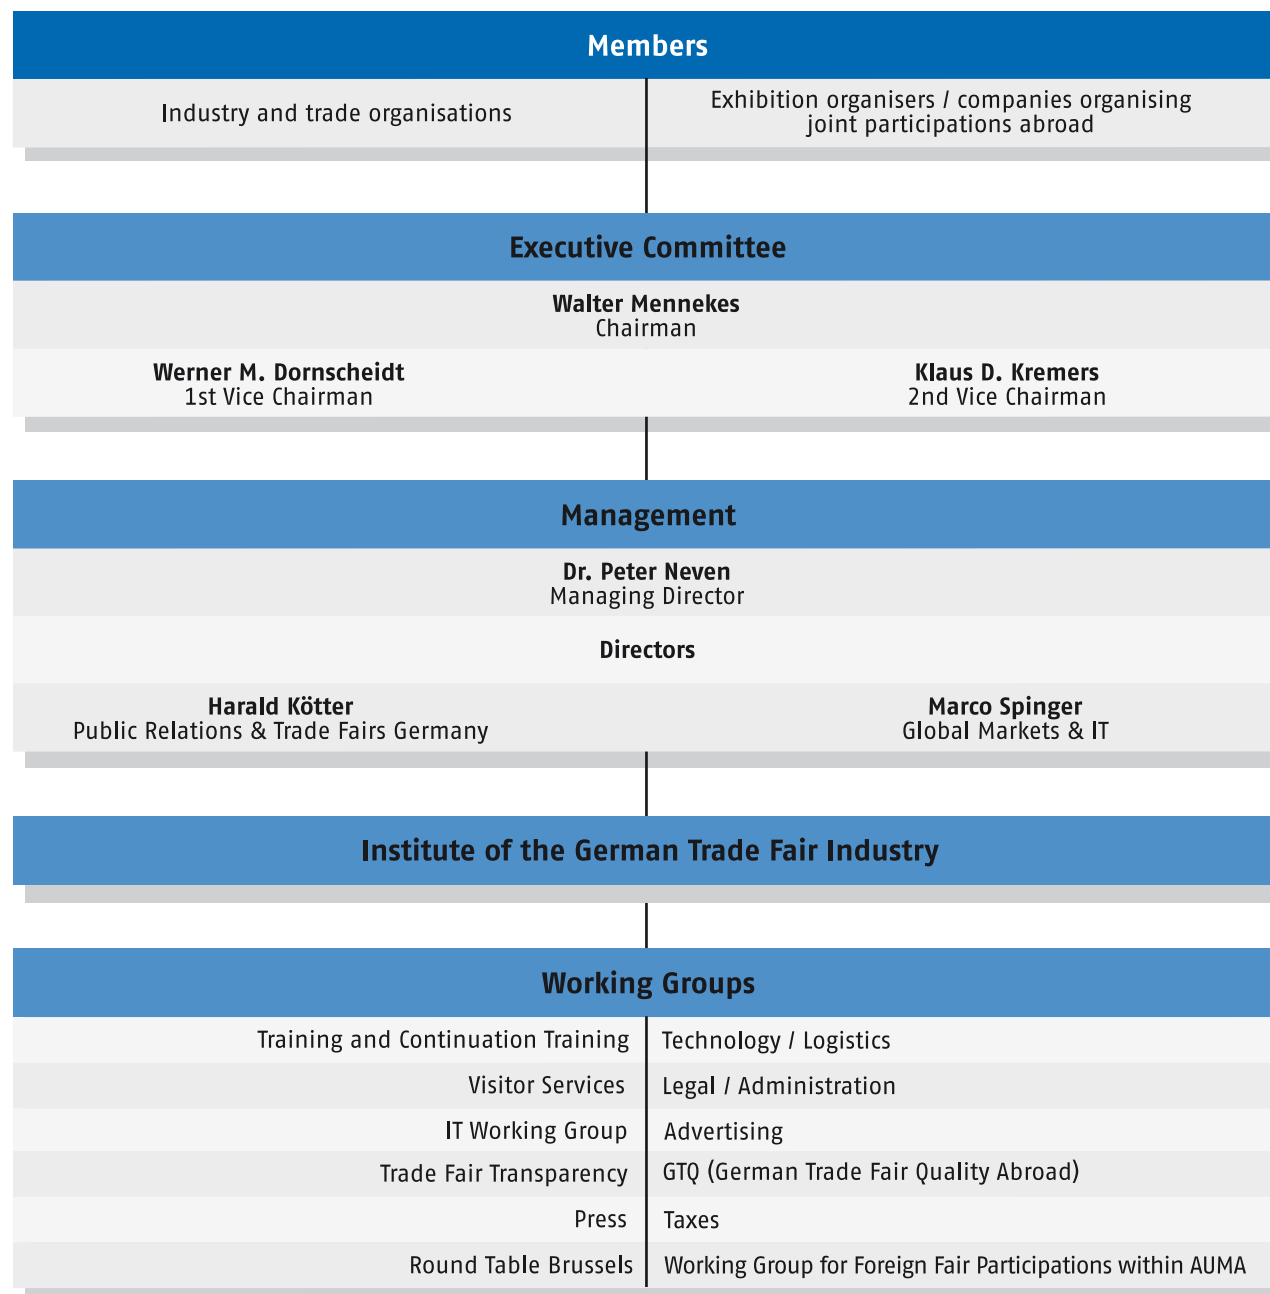 Members
Industry and trade organisations
Exhibition organisers / companies organising
joint participations abroad
Executive Committee
Walter Mennekes
Chairman
Werner M. Dornscheidt
1st Vice Chairman
Klaus D. Kremers
2nd Vice Chairman
Management
Dr. Peter Neven
Managing Director
Directors
Harald Kötter
Public Relations & Trade Fairs Germany
Marco Spinger
Global Markets & IT
Institute of the German Trade Fair Industry
Working Groups
Training and Continuation Training
Technology / Logistics
Visitor Services
Legal / Administration
IT Working Group
Advertising
Trade Fair Transparency
GTQ (German Trade Fair Quality Abroad)
Press
Taxes
Round Table Brussels
Working Group for Foreign Fair Participations within AUMA